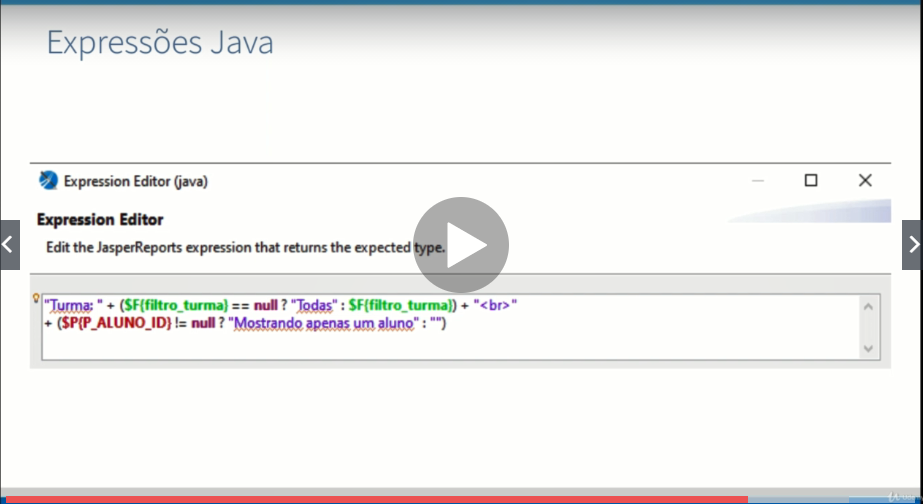 Expressões Java
Expression Editor (java)
Expression Editor
Edit the JasperReports expression that returns the expected type.
"Turma: " + ($F{filtro_turma} == null ? "Todas" : $F{filtro_turma}) + "<br>"
+ ($P{P_ALUNO_ID} != null ? "Mostrando apenas um aluno" : "")